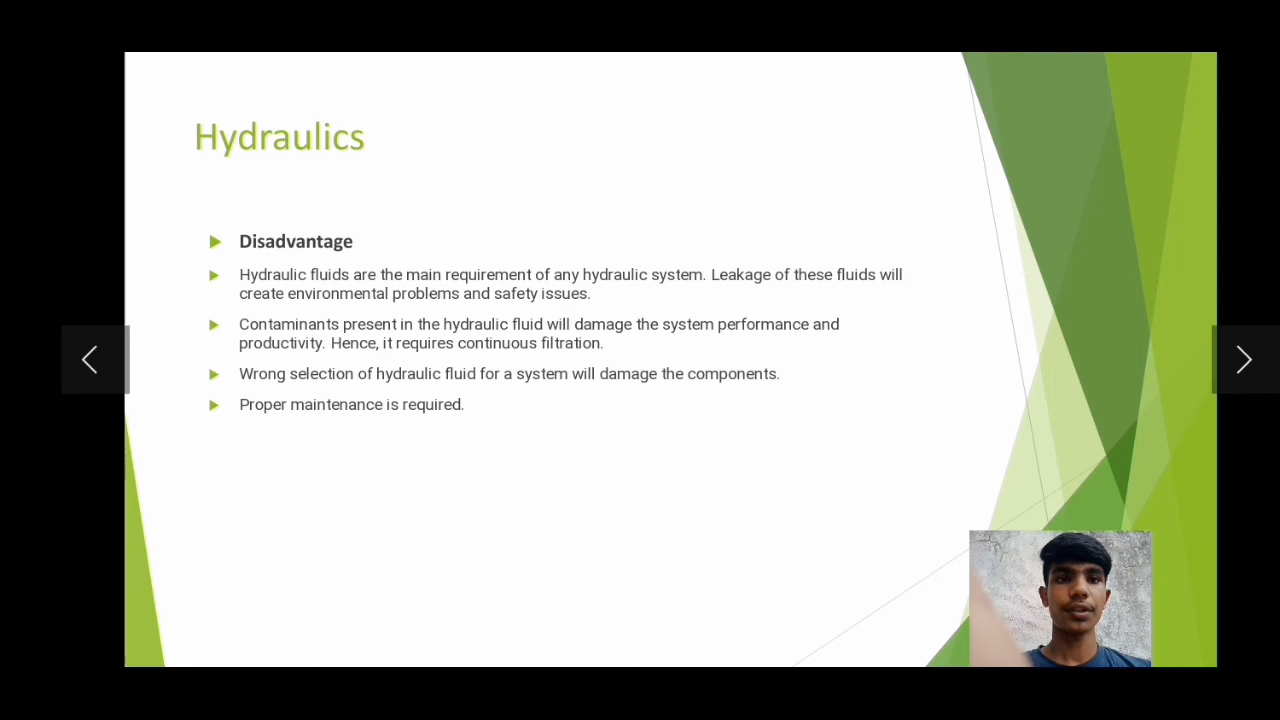 Hydraulics
Disadvantage
Hydraulic fluids are the main requirement of any hydraulic system. Leakage of these fluids will
create environmental problems and safety issues.
Contaminants present in the hydraulic fluid will damage the system performance and
productivity. Hence, it requires continuous filtration.
Wrong selection of hydraulic fluid for a system will damage the components.
Proper maintenance is required.